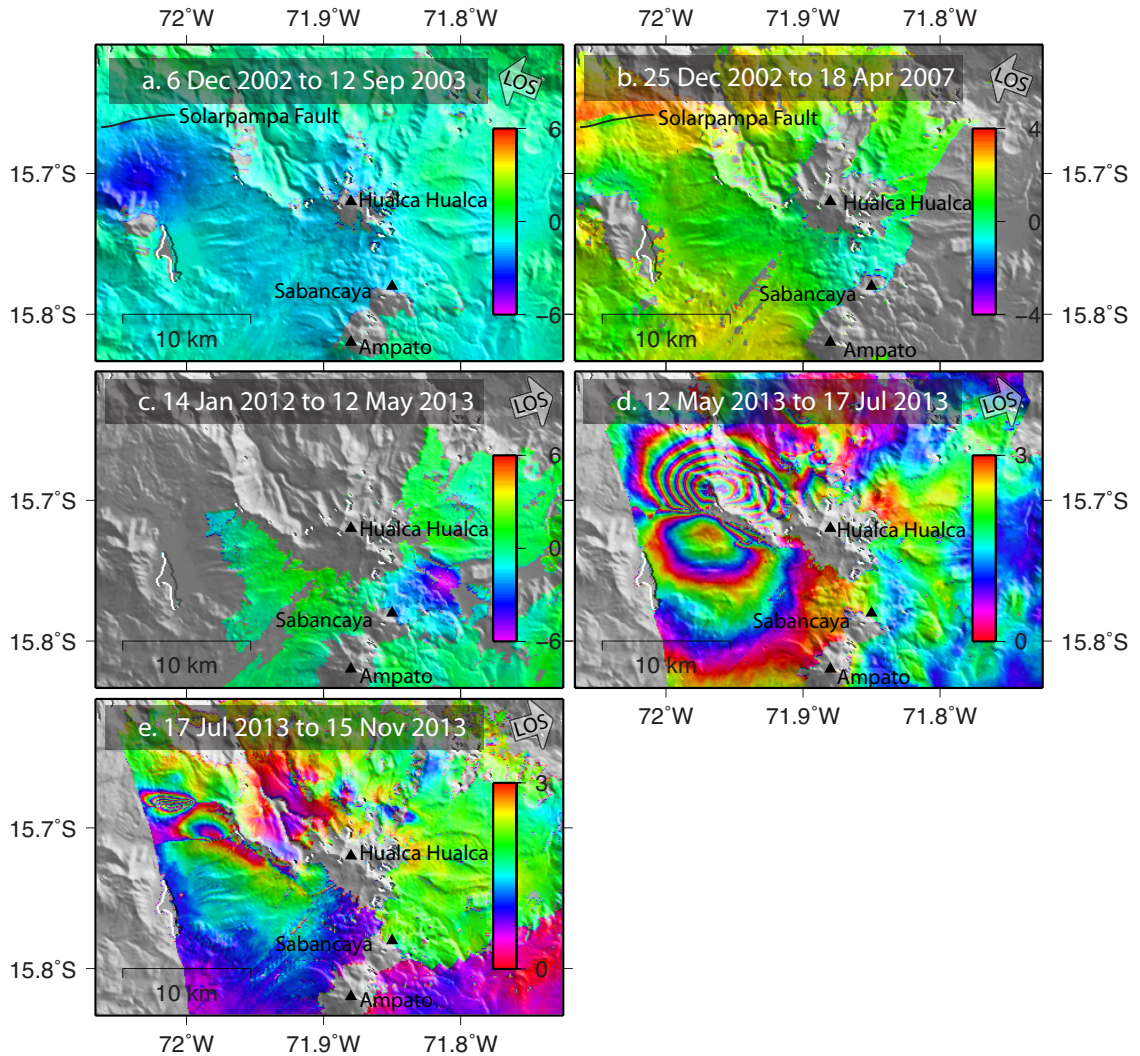 72˚W 71.9˚W 71.8˚W 72˚W 71.9˚W 71.8˚W
a. 6 Dec 2002 to 12 Sep 2003
LOS
Solarpampa Fault
6
0
−6
15.7˚S
Hualca Hualca
Sabancaya
15.8˚S
10 km
Ampato
b. 25 Dec 2002 to 18 Apr 2007
LOS
Solarpampa Fault
4
0
−4
15.7˚S
Hualca Hualca
Sabancaya
15.8˚S
10 km
Ampato
c. 14 Jan 2012 to 12 May 2013
LOS
6
0
−6
15.7˚S
Hualca Hualca
Sabancaya
15.8˚S
10 km
Ampato
d. 12 May 2013 to 17 Jul 2013
LOS
3
0
15.7˚S
Hualca Hualca
Sabancaya
15.8˚S
10 km
Ampato
72˚W 71.9˚W 71.8˚W
e. 17 Jul 2013 to 15 Nov 2013
LOS
3
0
15.7˚S
Hualca Hualca
Sabancaya
15.8˚S
10 km
Ampato
72˚W 71.9˚W 71.8˚W